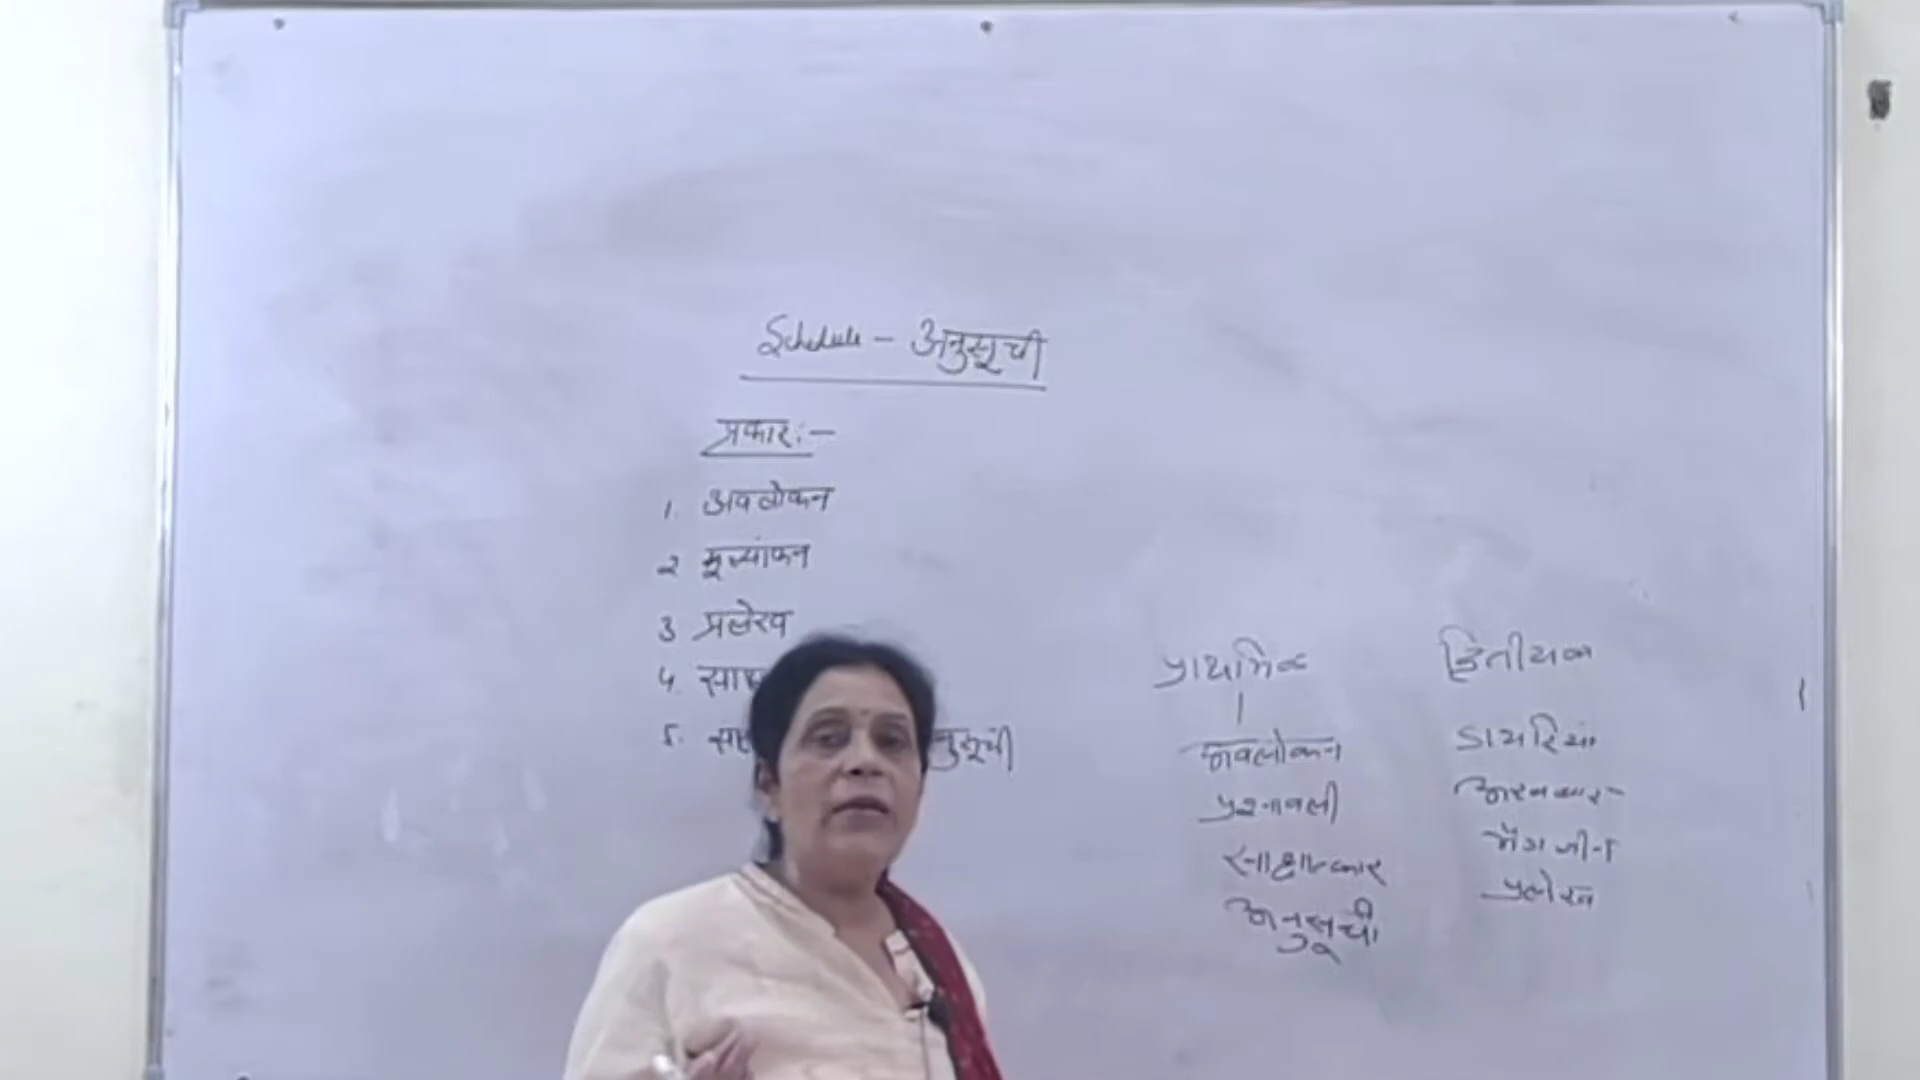 Schedule - अनुसूची
प्रकार:-
1. अवलोकन
2 मूल्यांकन
3 प्रलेख
4.
5.
प्राथमिक
अवलोकन
प्रश्नावली
साक्षात्कार
अनुसूची
द्वितीयक
डायरियां
अखबार
मैगजीन
प्रलेख